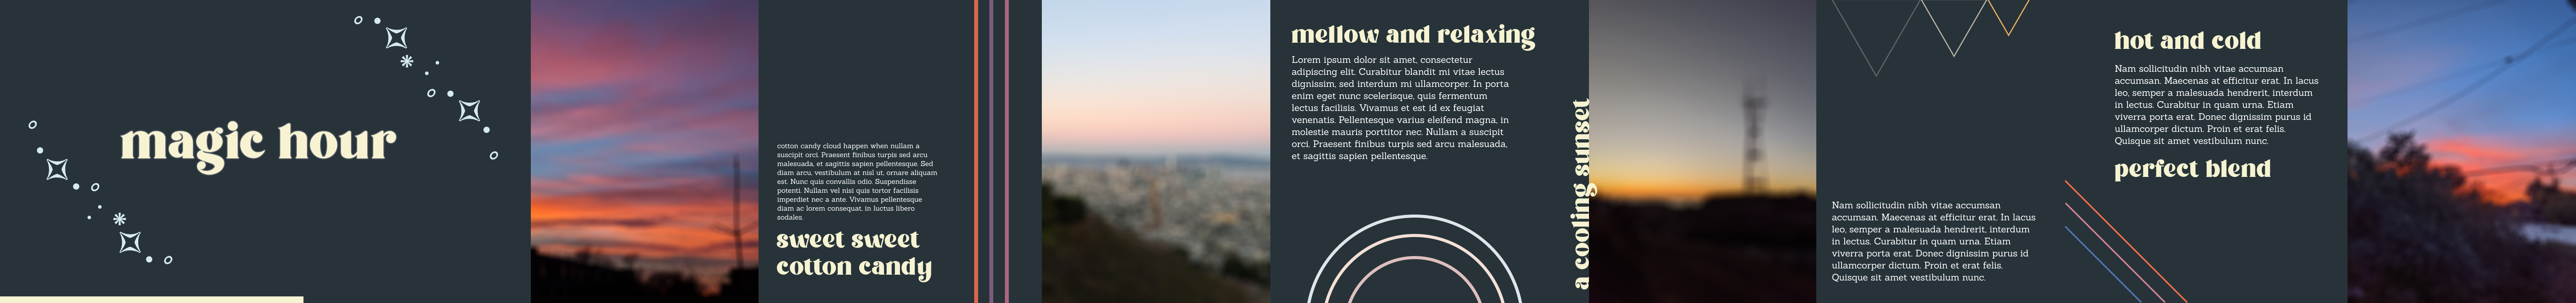 magic hour
cotton candy cloud happen when nullam a
suscipit orci. Praesent finibus turpis sed arcu
malesuada, et sagittis sapien pellentesque. Sed
diam arcu, vestibulum at nisl ut, ornare aliquam
est. Nunc quis convallis odio. Suspendisse
potenti. Nullam vel nisi quis tortor facilisis
imperdiet nec a ante. Vivamus pellentesque
diam ac lorem consequat, in luctus libero
sodales.
sweet sweet
cotton candy
mellow and relaxing
Lorem ipsum dolor sit amet, consectetur
adipiscing elit. Curabitur blandit mi vitae lectus
dignissim, sed interdum mi ullamcorper. In porta
enim eget nunc scelerisque, quis fermentum
lectus facilisis. Vivamus et est id ex feugiat
venenatis. Pellentesque varius eleifend magna, in
molestie mauris porttitor nec. Nullam a suscipit
orci. Praesent finibus turpis sed arcu malesuada,
et sagittis sapien pellentesque.
a cooling sunset
Nam sollicitudin nibh vitae accumsan
accumsan. Maecenas at efficitur erat. In lacus
leo, semper a malesuada hendrerit, interdum
in lectus. Curabitur in quam urna. Etiam
viverra porta erat. Donec dignissim purus id
ullamcorper dictum. Proin et erat felis.
Quisque sit amet vestibulum nunc.
hot and cold
Nam sollicitudin nibh vitae accumsan
accumsan. Maecenas at efficitur erat. In lacus
leo, semper a malesuada hendrerit, interdum
in lectus. Curabitur in quam urna. Etiam
viverra porta erat. Donec dignissim purus id
ullamcorper dictum. Proin et erat felis.
Quisque sit amet vestibulum nunc.
perfect blend